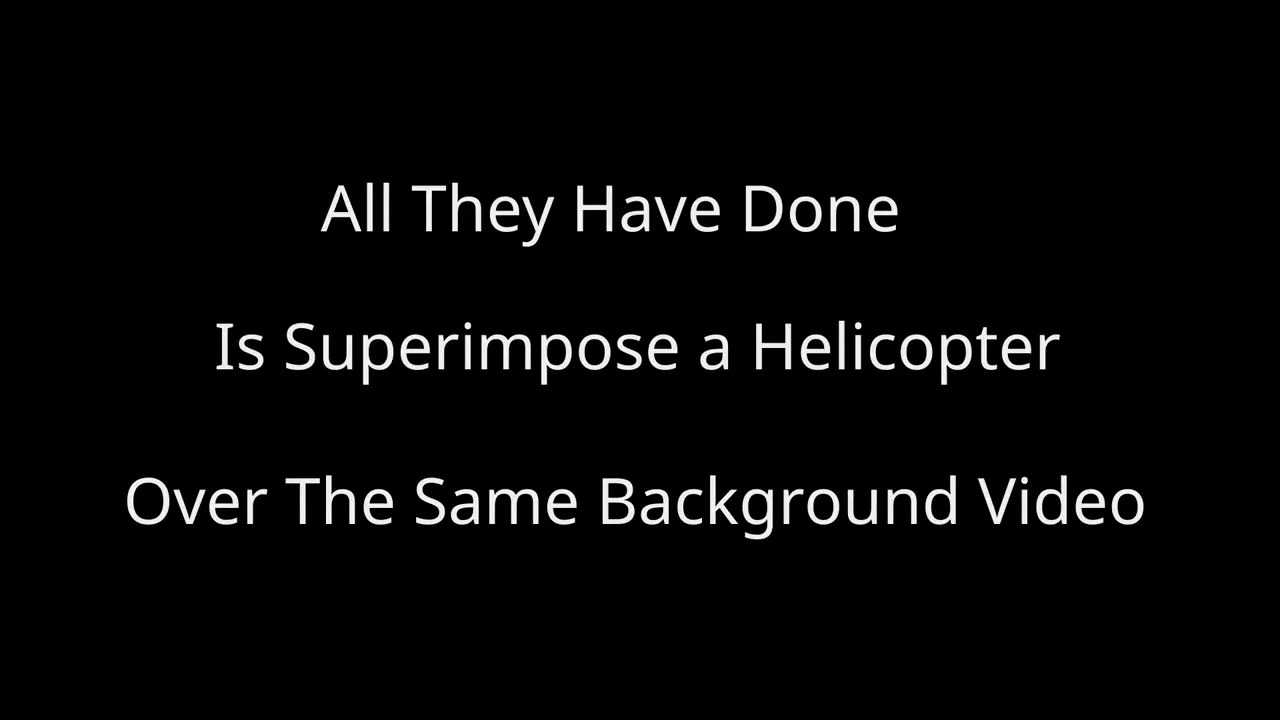 All They Have Done
Is Superimpose a Helicopter
Over The Same Background Video